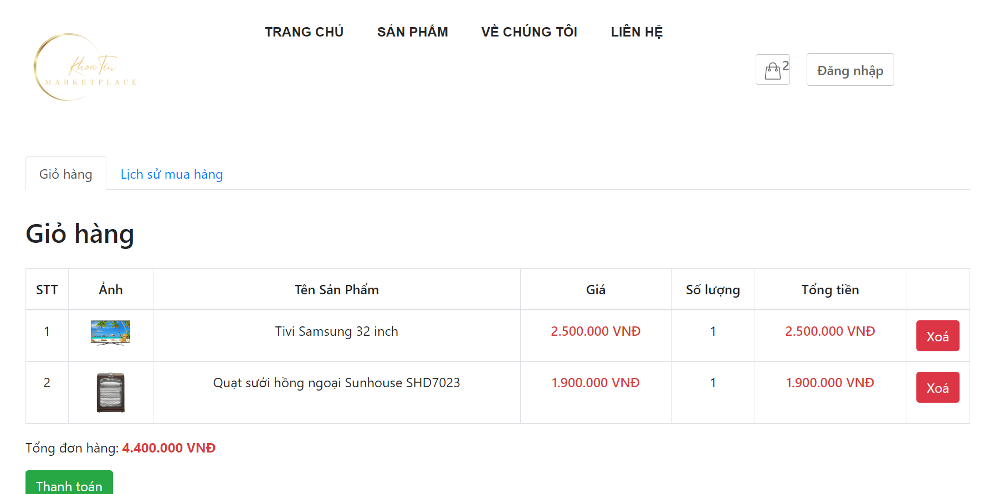 TRANG CHỦ SẢN PHẨM VỀ CHÚNG TÔI LIÊN HỆ
Khoa Tín
MARKETPLACE
2 Đăng nhập
Giỏ hàng Lịch sử mua hàng
Giỏ hàng
STT Ảnh Tên Sản Phẩm Giá Số lượng Tổng tiền
1 Tivi Samsung 32 inch 2.500.000 VNĐ 1 2.500.000 VNĐ Xoá
2 Quạt sưởi hồng ngoại Sunhouse SHD7023 1.900.000 VNĐ 1 1.900.000 VNĐ Xoá
Tổng đơn hàng: 4.400.000 VNĐ
Thanh toán